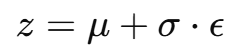 z = μ + σ · ϵ